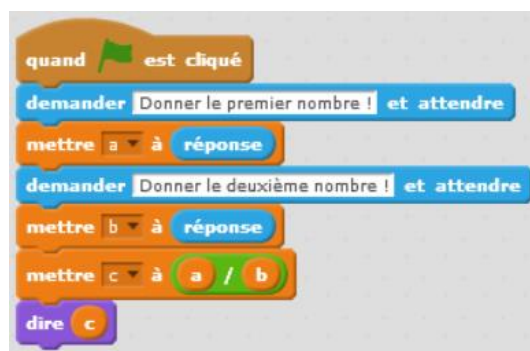 quand est cliqué
demander Donner le premier nombre ! et attendre
mettre a à réponse
demander Donner le deuxième nombre ! et attendre
mettre b à réponse
mettre c à a / b
dire c